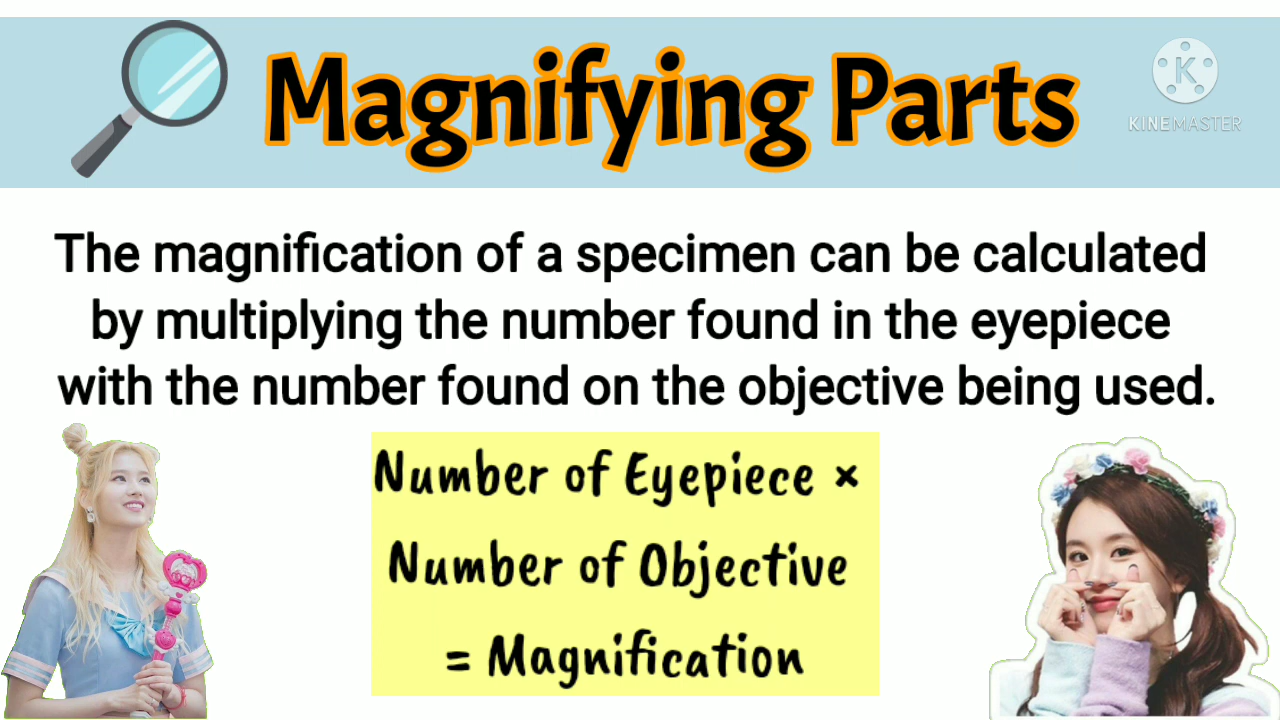 Magnifying Parts
K
KINEMASTER
The magnification of a specimen can be calculated
by multiplying the number found in the eyepiece
with the number found on the objective being used.
Number of Eyepiece ×
Number of Objective
= Magnification